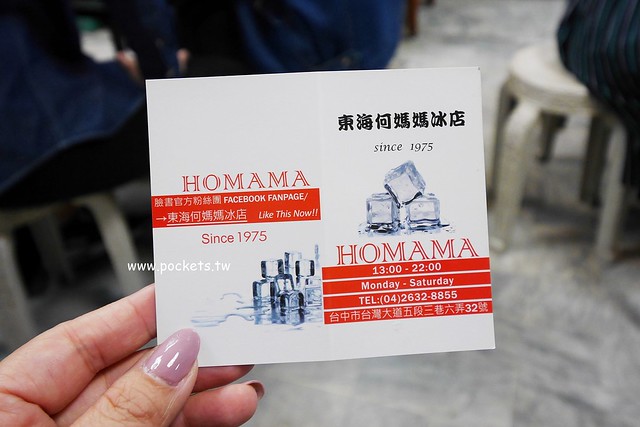 HOMAMA
臉書官方粉絲團 FACEBOOK FANPAGE/
→東海何媽媽冰店 Like This Now!!
Since 1975
東海何媽媽冰店
since 1975
HOMAMA
13:00 - 22:00
Monday - Saturday
TEL:(04)2632-8855
台中市台灣大道五段三巷六弄32號
www.pockets.tw